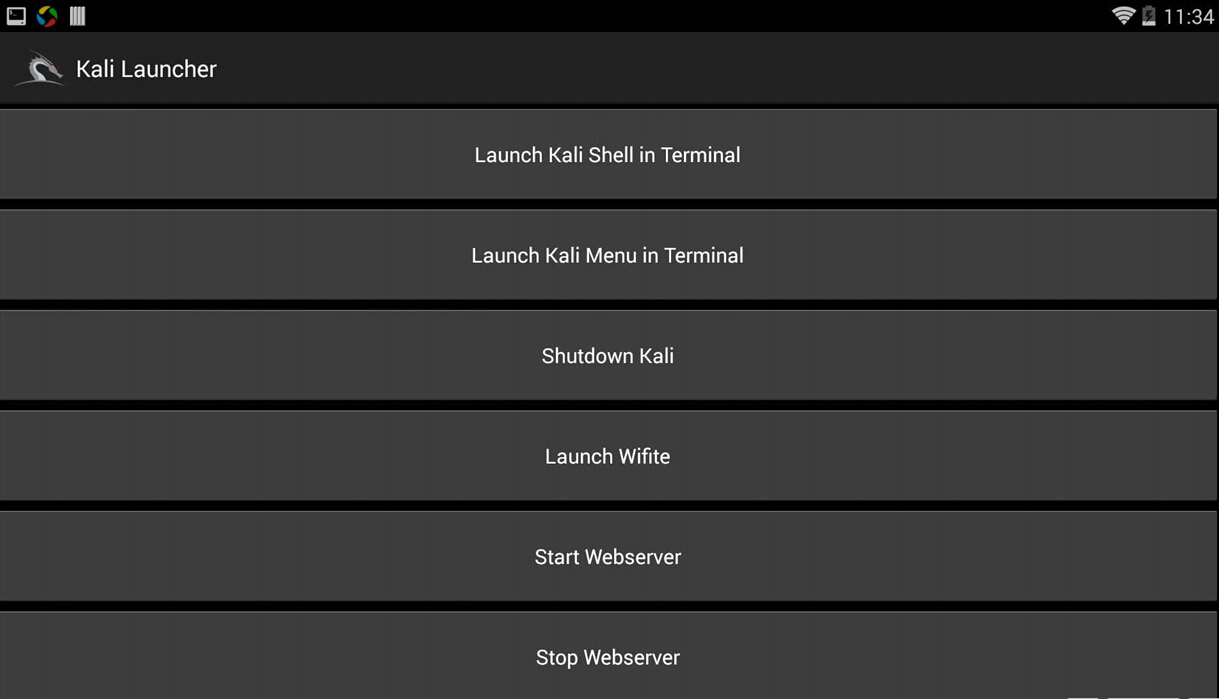 11:34
Kali Launcher
Launch Kali Shell in Terminal
Launch Kali Menu in Terminal
Shutdown Kali
Launch Wifite
Start Webserver
Stop Webserver